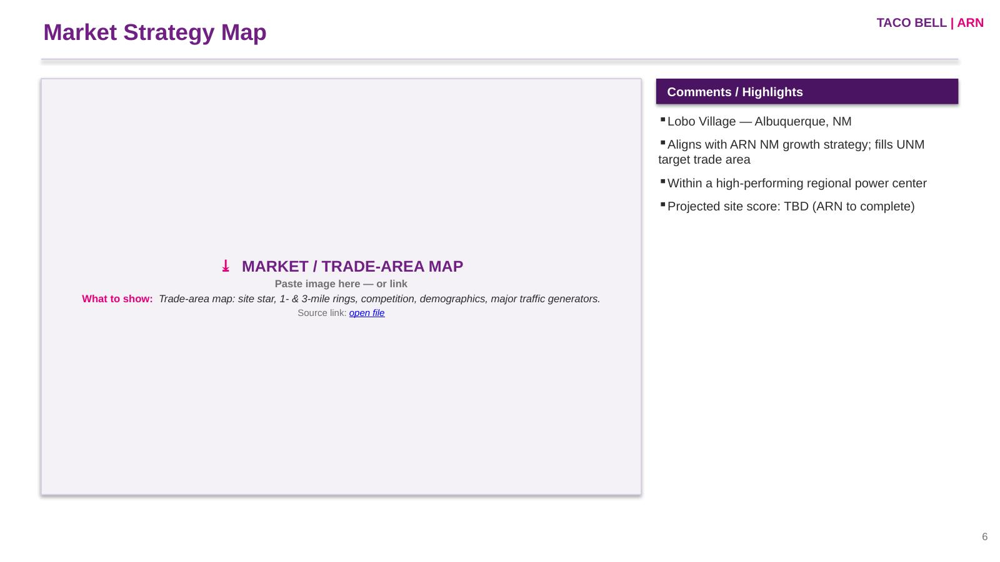 Market Strategy Map
TACO BELL | ARN
⤓ MARKET / TRADE-AREA MAP
Paste image here — or link
What to show: Trade-area map: site star, 1- & 3-mile rings, competition, demographics, major traffic generators.
Source link: open file
Comments / Highlights
▪Lobo Village — Albuquerque, NM
▪Aligns with ARN NM growth strategy; fills UNM
target trade area
▪Within a high-performing regional power center
▪Projected site score: TBD (ARN to complete)
6